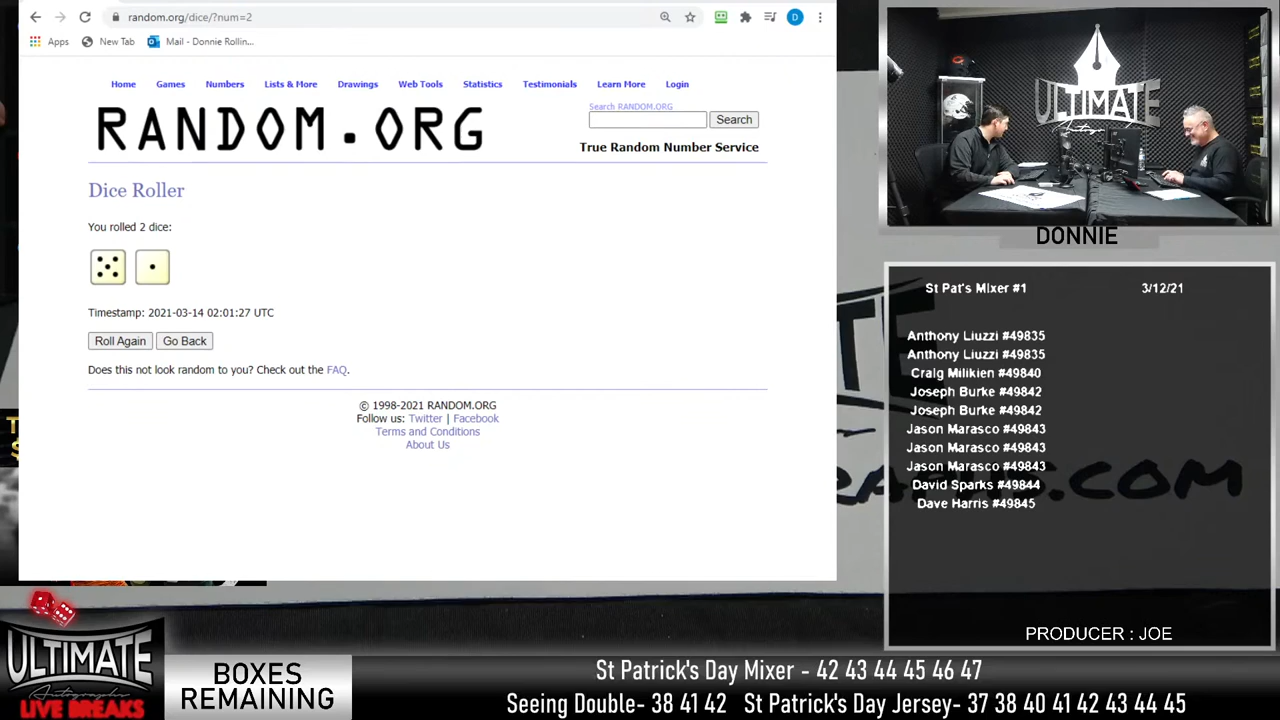 random.org/dice/?num=2
D
Apps New Tab Mail - Donnie Rollin...
Home Games Numbers Lists & More Drawings Web Tools Statistics Testimonials Learn More Login
RANDOM.ORG
Search RANDOM.ORG
Search
True Random Number Service
Dice Roller
You rolled 2 dice:
Timestamp: 2021-03-14 02:01:27 UTC
Roll Again Go Back
Does this not look random to you? Check out the FAQ.
© 1998-2021 RANDOM.ORG
Follow us: Twitter | Facebook
Terms and Conditions
About Us
ULTIMATE
DONNIE
St Pat's Mixer #1 3/12/21
Anthony Liuzzi #49835
Anthony Liuzzi #49835
Craig Milikien #49840
Joseph Burke #49842
Joseph Burke #49842
Jason Marasco #49843
Jason Marasco #49843
Jason Marasco #49843
David Sparks #49844
Dave Harris #49845
PRODUCER : JOE
ULTIMATE
Autographs
LIVE BREAKS
BOXES
REMAINING
St Patrick's Day Mixer - 42 43 44 45 46 47
Seeing Double- 38 41 42 St Patrick's Day Jersey- 37 38 40 41 42 43 44 45